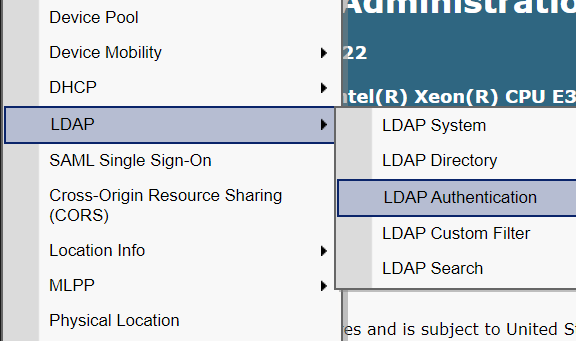 Device Pool
Administratio
Device Mobility
22
DHCP
ntel(R) Xeon(R) CPU E3
LDAP
LDAP System
SAML Single Sign-On
LDAP Directory
Cross-Origin Resource Sharing
(CORS)
LDAP Authentication
Location Info
LDAP Custom Filter
MLPP
LDAP Search
Physical Location
es and is subject to United S